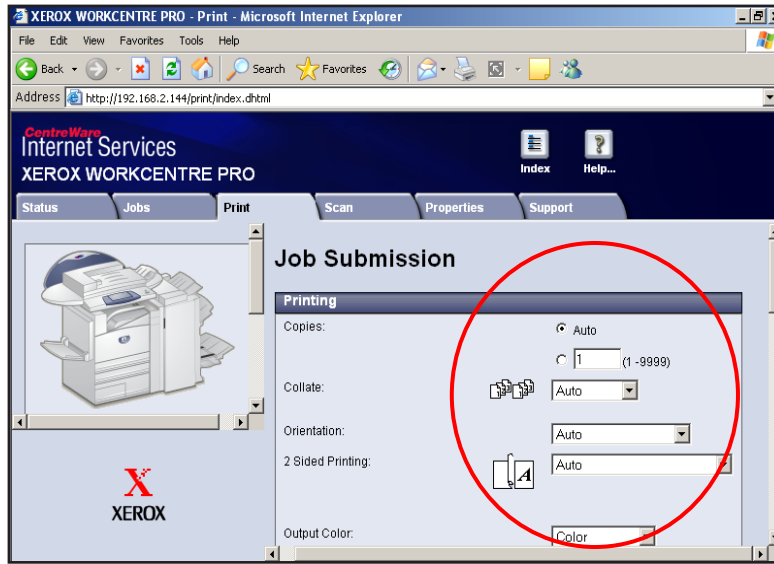 XEROX WORKCENTRE PRO - Print - Microsoft Internet Explorer
File Edit View Favorites Tools Help
Back Search Favorites
Address http://192.168.2.144/print/index.dhtml
CentreWare
Internet Services
XEROX WORKCENTRE PRO
Index Help...
Status Jobs Print Scan Properties Support
Job Submission
Printing
Copies: Auto
1 (1 -9999)
Collate: Auto
Orientation: Auto
2 Sided Printing: A Auto
Output Color: Color
X
XEROX